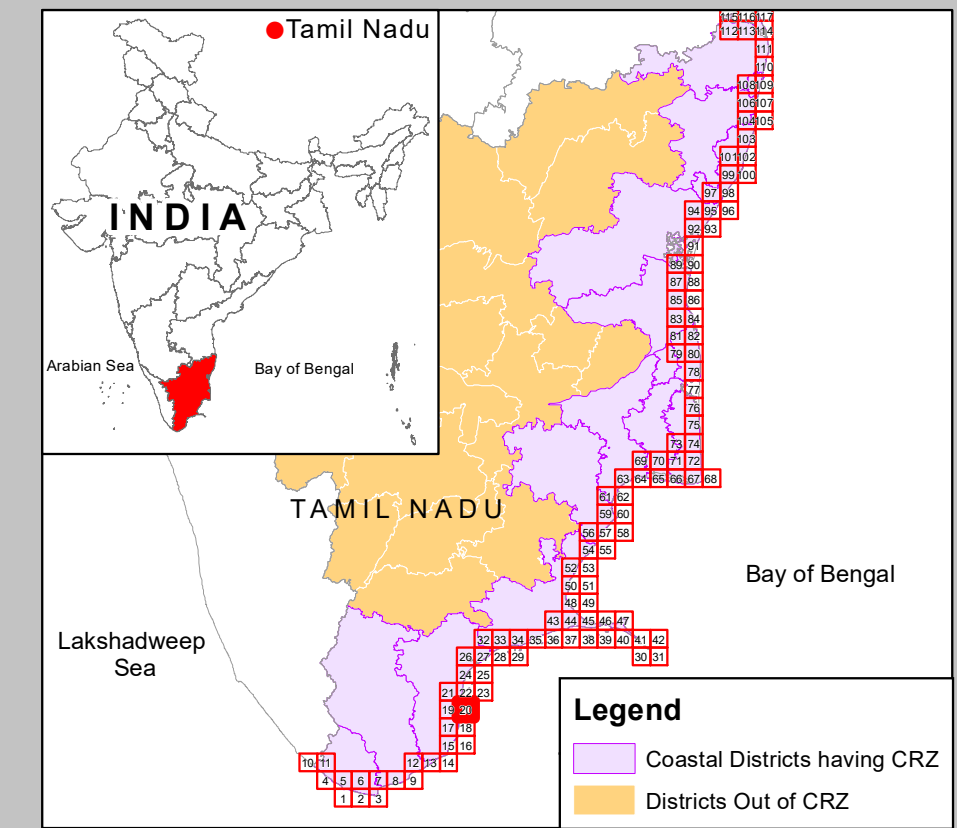 Tamil Nadu
INDIA
Arabian Sea
Bay of Bengal
115 116 117
112 113 114
111
110
108 109
106 107
104 105
103
101 102
99 100
97 98
94 95 96
92 93
91
89 90
87 88
85 86
83 84
81 82
79 80
78
77
76
75
73 74
69 70 71 72
63 64 65 66 67 68
61 62
TAMIL NADU
59 60
56 57 58
54 55
52 53
Bay of Bengal
50 51
48 49
43 44 45 46 47
Lakshadweep
Sea
32 33 34 35 36 37 38 39 40 41 42
26 27 28 29 30 31
24 25
21 22 23
19 20
17 18
15 16
10 11 12 13 14
4 5 6 7 8 9
1 2 3
Legend
Coastal Districts having CRZ
Districts Out of CRZ